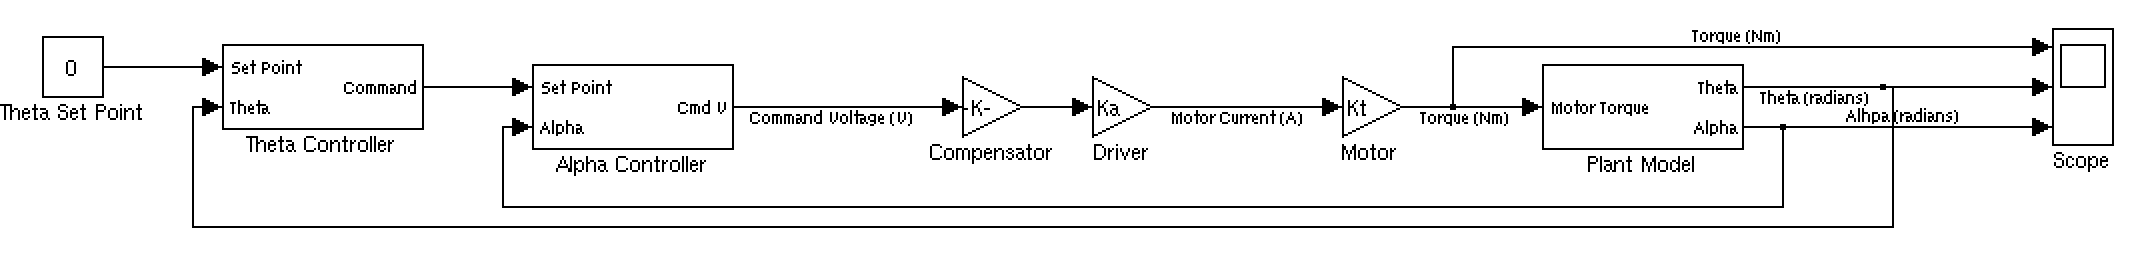 0
Theta Set Point
Set Point
Theta
Command
Theta Controller
Set Point
Alpha
Cmd V
Alpha Controller
Command Voltage (V)
-K-
Compensator
Ka
Driver
Motor Current (A)
Kt
Motor
Torque (Nm)
Torque (Nm)
Motor Torque
Theta
Alpha
Plant Model
Theta (radians)
Alhpa (radians)
Scope